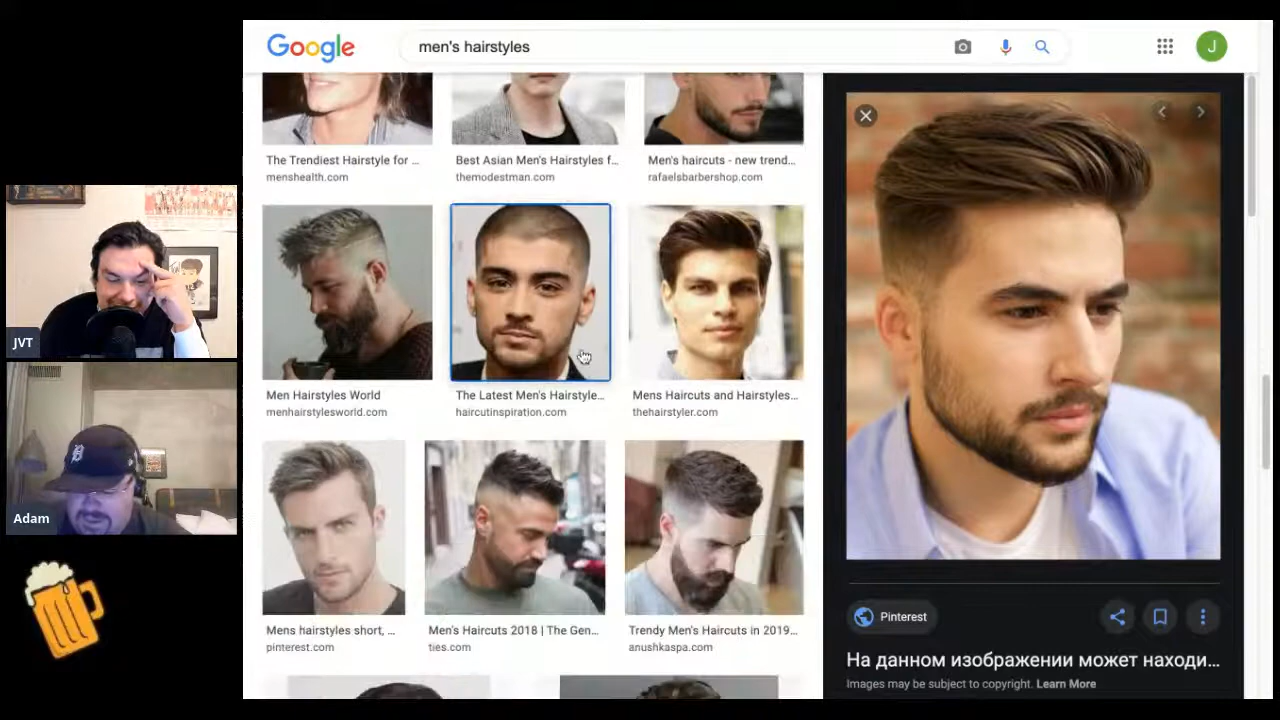 Google
men's hairstyles
J
The Trendiest Hairstyle for ...
menshealth.com
Best Asian Men's Hairstyles f...
themodestman.com
Men's haircuts - new trend...
rafaelsbarbershop.com
Men Hairstyles World
menhairstylesworld.com
The Latest Men's Hairstyle...
haircutinspiration.com
Mens Haircuts and Hairstyles...
thehairstyler.com
Mens hairstyles short, ...
pinterest.com
Men's Haircuts 2018 | The Gen...
ties.com
Trendy Men's Haircuts in 2019...
anushkaspa.com
Pinterest
На данном изображении может находи...
Images may be subject to copyright. Learn More
JVT
Adam